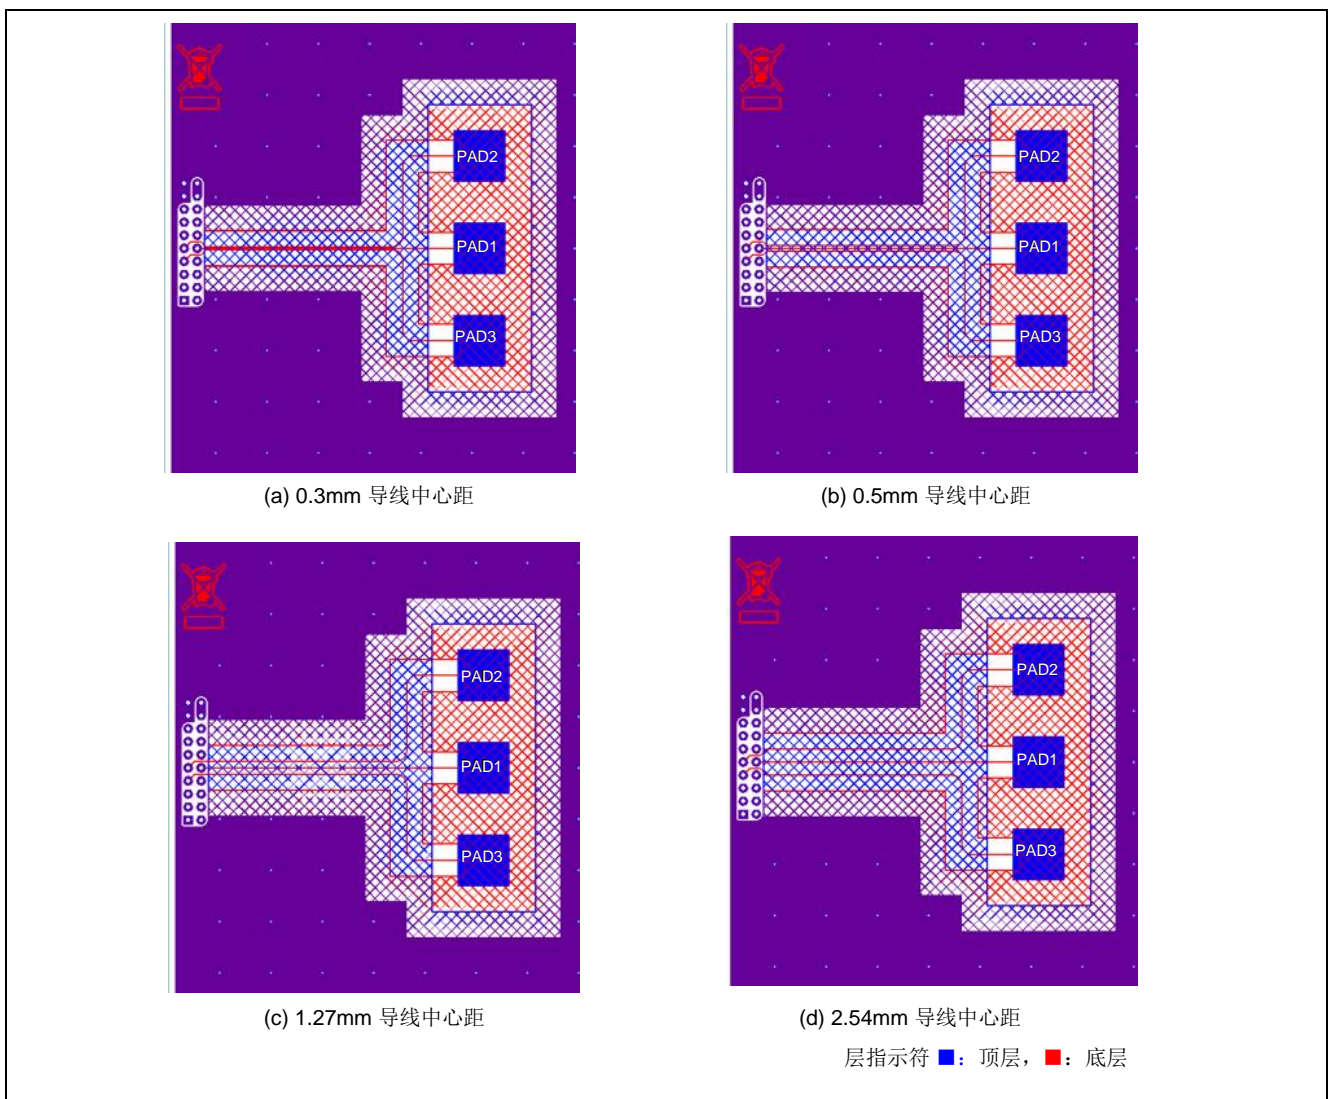 PAD2
PAD1
PAD3
PAD2
PAD1
PAD3
(a) 0.3mm 导线中心距
(b) 0.5mm 导线中心距
PAD2
PAD1
PAD3
PAD2
PAD1
PAD3
(c) 1.27mm 导线中心距
(d) 2.54mm 导线中心距
层指示符 ■：顶层，■：底层